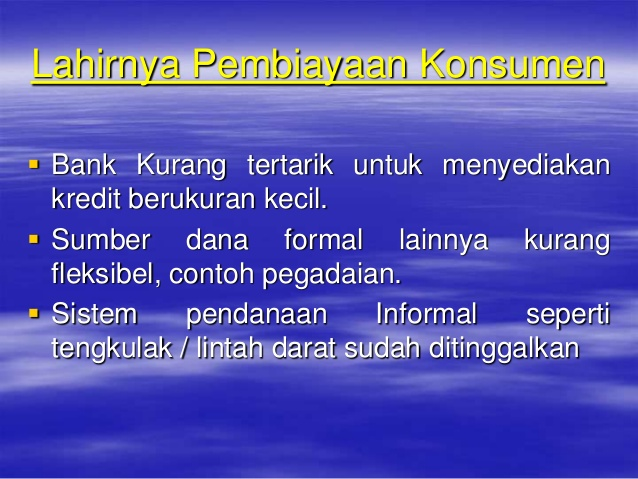 Lahirnya Pembiayaan Konsumen
▪ Bank Kurang tertarik untuk menyediakan
kredit berukuran kecil.
▪ Sumber dana formal lainnya kurang
fleksibel, contoh pegadaian.
▪ Sistem pendanaan Informal seperti
tengkulak / lintah darat sudah ditinggalkan